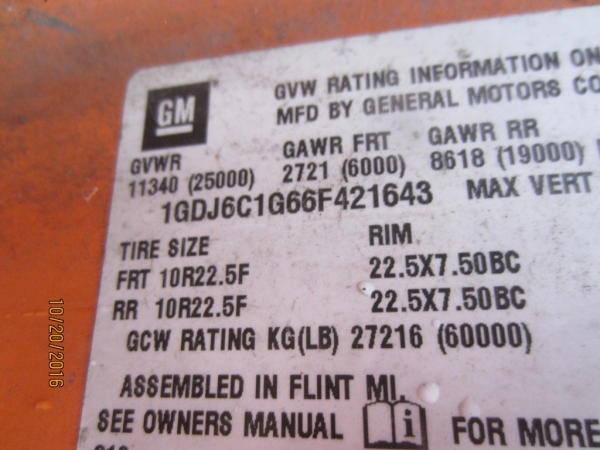 GM
GVW RATING INFORMATION ON
MFD BY GENERAL MOTORS CO
GVWR GAWR FRT GAWR RR
11340 (25000) 2721 (6000) 8618 (19000)
1GDJ6C1G66F421643 MAX VERT
TIRE SIZE RIM
FRT 10R22.5F 22.5X7.50BC
RR 10R22.5F 22.5X7.50BC
GCW RATING KG(LB) 27216 (60000)
ASSEMBLED IN FLINT MI.
SEE OWNERS MANUAL i FOR MORE
10/20/2016